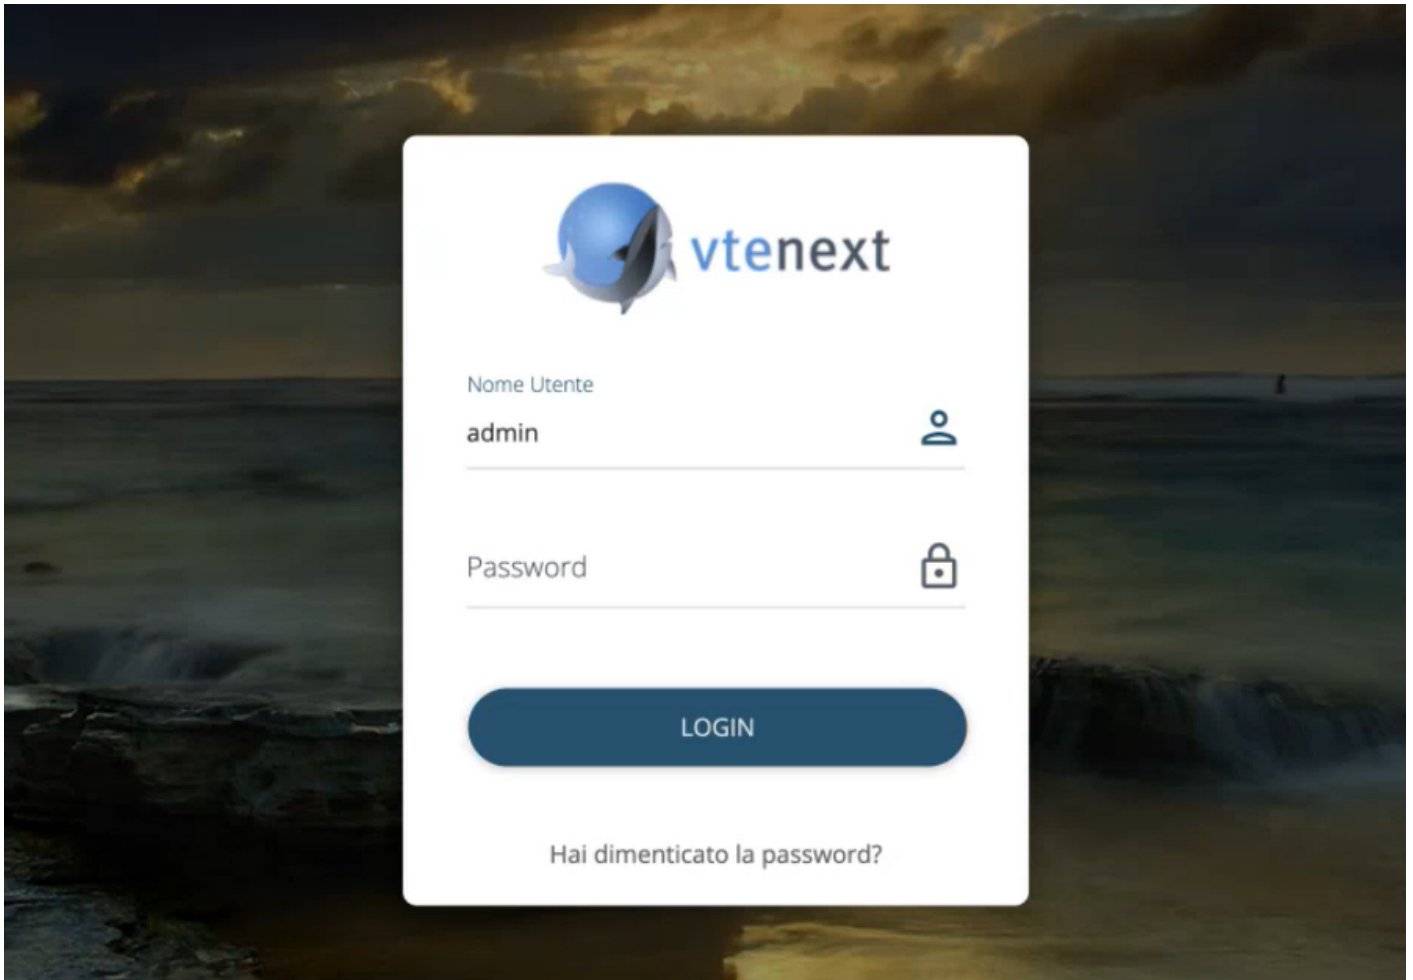 vtenext
Nome Utente
admin
Password
LOGIN
Hai dimenticato la password?